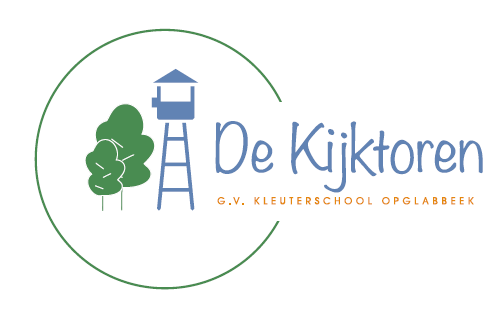 De Kijktoren
G.V. KLEUTERSCHOOL OPGLABBEEK